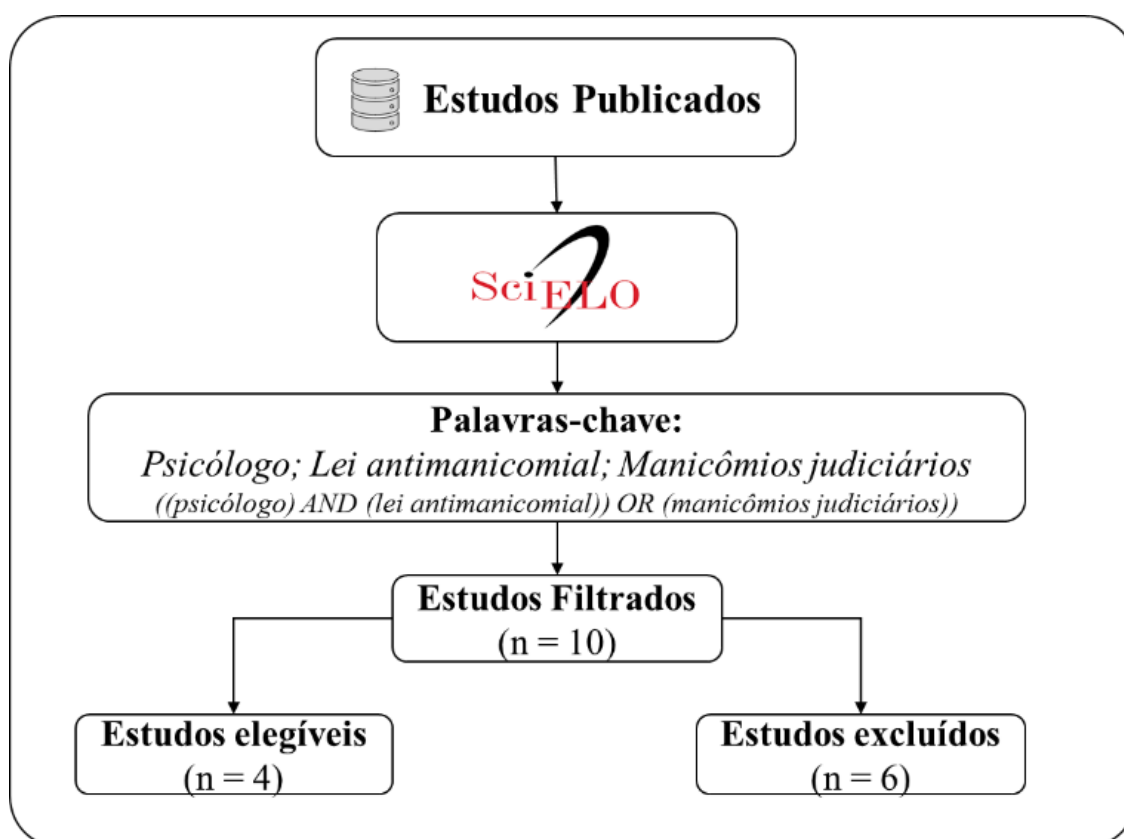 Estudos Publicados
SciELO
Palavras-chave:
Psicólogo; Lei antimanicomial; Manicômios judiciários
((psicólogo) AND (lei antimanicomial)) OR (manicômios judiciários))
Estudos Filtrados
(n = 10)
Estudos elegíveis
(n = 4)
Estudos excluídos
(n = 6)